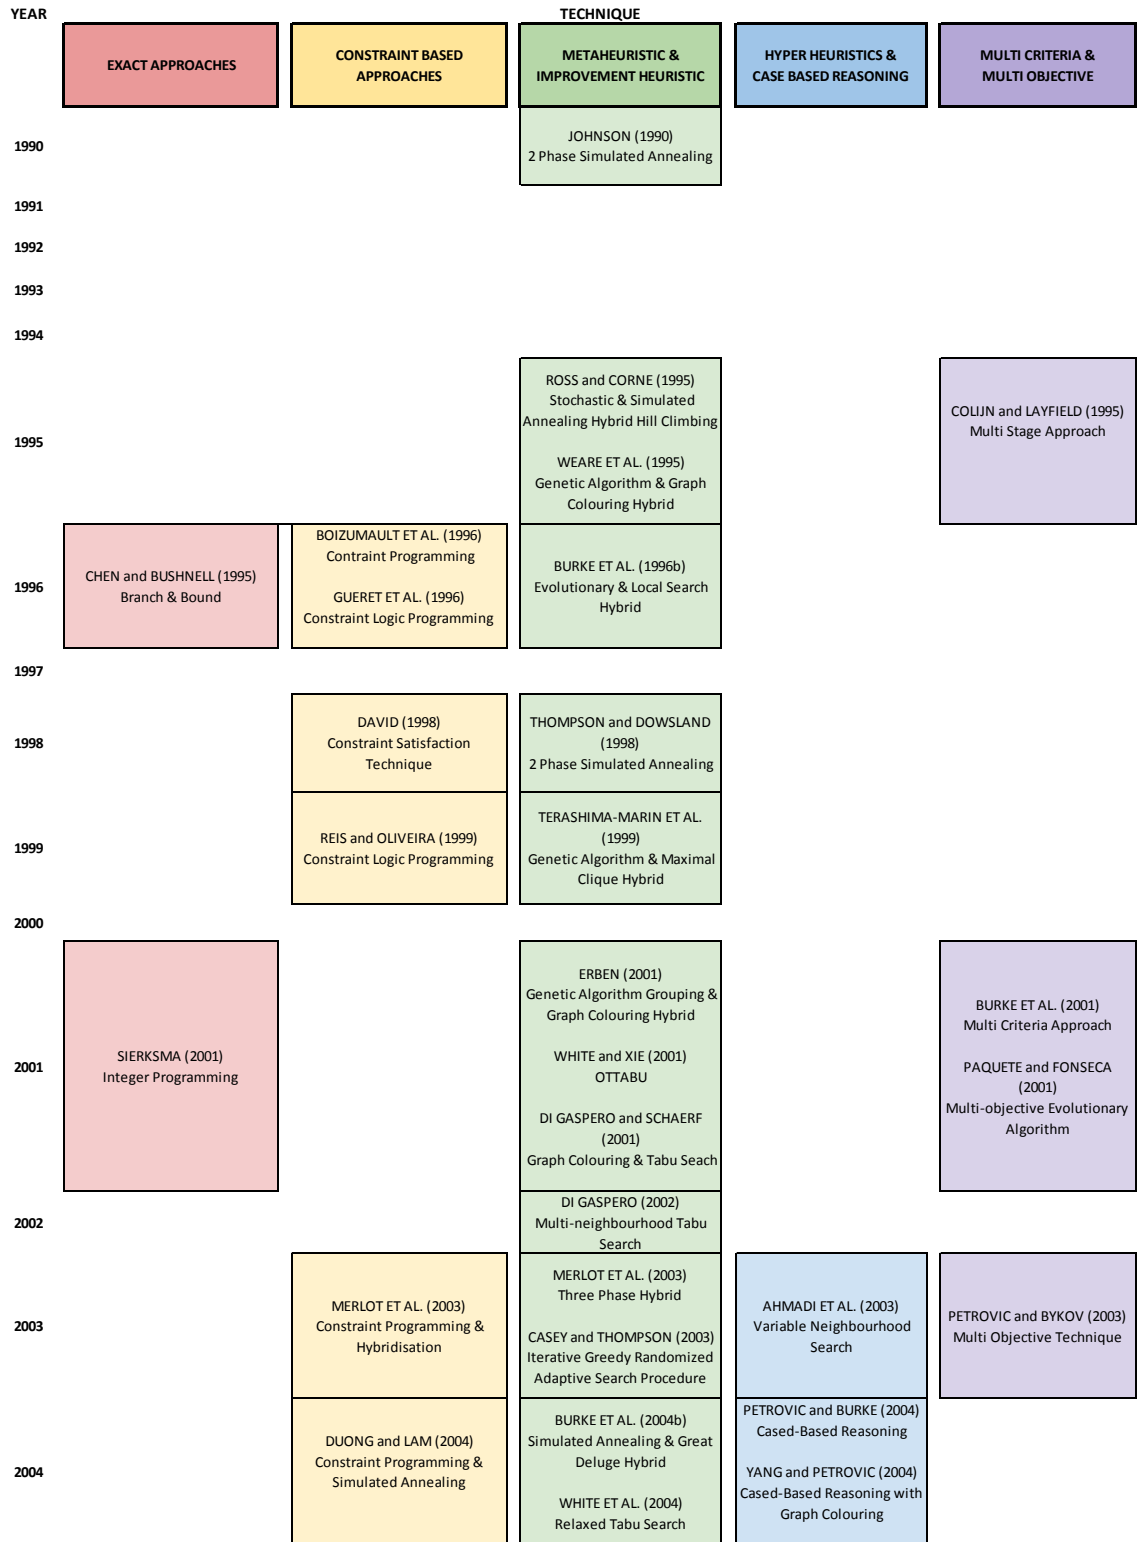 YEAR
TECHNIQUE
EXACT APPROACHES
CONSTRAINT BASED
APPROACHES
METAHEURISTIC &
IMPROVEMENT HEURISTIC
HYPER HEURISTICS &
CASE BASED REASONING
MULTI CRITERIA &
MULTI OBJECTIVE
1990
JOHNSON (1990)
2 Phase Simulated Annealing
1991
1992
1993
1994
1995
ROSS and CORNE (1995)
Stochastic & Simulated
Annealing Hybrid Hill Climbing
WEARE ET AL. (1995)
Genetic Algorithm & Graph
Colouring Hybrid
COLIJN and LAYFIELD (1995)
Multi Stage Approach
1996
CHEN and BUSHNELL (1995)
Branch & Bound
BOIZUMAULT ET AL. (1996)
Contraint Programming
GUERET ET AL. (1996)
Constraint Logic Programming
BURKE ET AL. (1996b)
Evolutionary & Local Search
Hybrid
1997
1998
DAVID (1998)
Constraint Satisfaction
Technique
THOMPSON and DOWSLAND
(1998)
2 Phase Simulated Annealing
1999
REIS and OLIVEIRA (1999)
Constraint Logic Programming
TERASHIMA-MARIN ET AL.
(1999)
Genetic Algorithm & Maximal
Clique Hybrid
2000
2001
SIERKSMA (2001)
Integer Programming
ERBEN (2001)
Genetic Algorithm Grouping &
Graph Colouring Hybrid
WHITE and XIE (2001)
OTTABU
DI GASPERO and SCHAERF
(2001)
Graph Colouring & Tabu Seach
BURKE ET AL. (2001)
Multi Criteria Approach
PAQUETE and FONSECA
(2001)
Multi-objective Evolutionary
Algorithm
2002
DI GASPERO (2002)
Multi-neighbourhood Tabu
Search
2003
MERLOT ET AL. (2003)
Constraint Programming &
Hybridisation
MERLOT ET AL. (2003)
Three Phase Hybrid
CASEY and THOMPSON (2003)
Iterative Greedy Randomized
Adaptive Search Procedure
AHMADI ET AL. (2003)
Variable Neighbourhood
Search
PETROVIC and BYKOV (2003)
Multi Objective Technique
2004
DUONG and LAM (2004)
Constraint Programming &
Simulated Annealing
BURKE ET AL. (2004b)
Simulated Annealing & Great
Deluge Hybrid
WHITE ET AL. (2004)
Relaxed Tabu Search
PETROVIC and BURKE (2004)
Cased-Based Reasoning
YANG and PETROVIC (2004)
Cased-Based Reasoning with
Graph Colouring